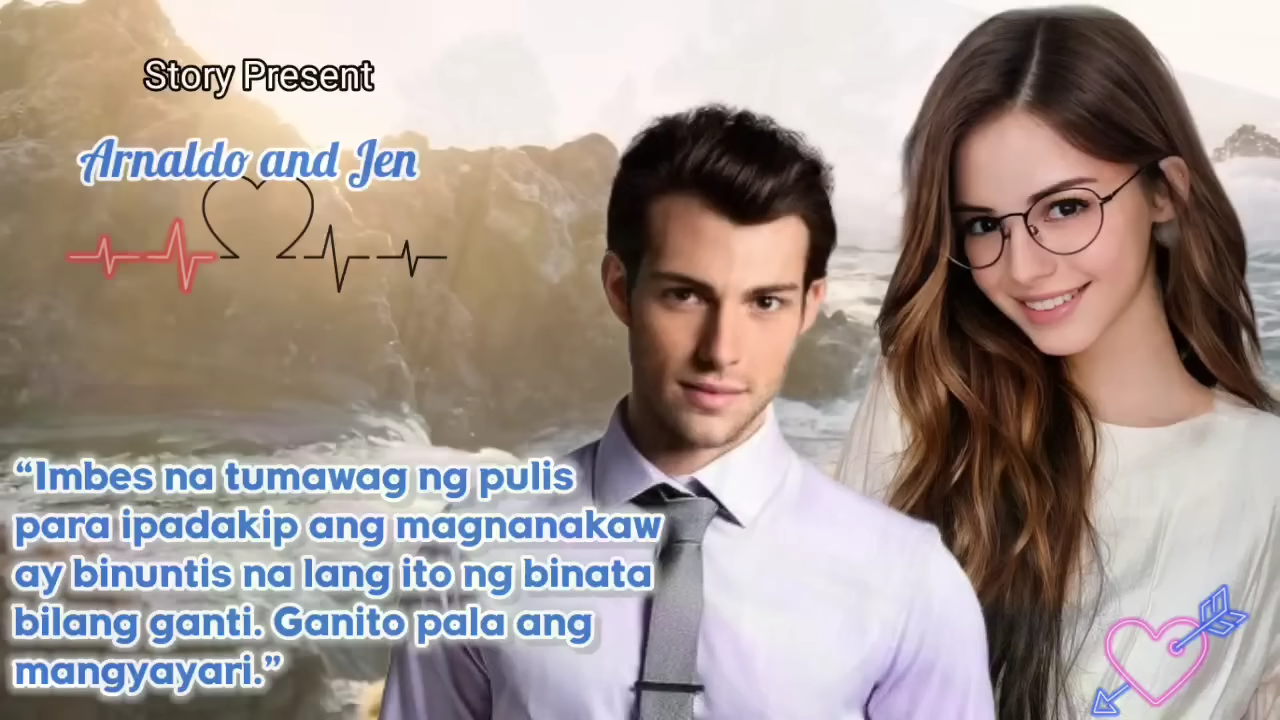 Story Present
Arnaldo and Jen
“Imbes na tumawag ng pulis
para ipadakip ang magnanakaw
ay binuntis na lang ito ng binata
bilang ganti. Ganito pala ang
mangyayari.”